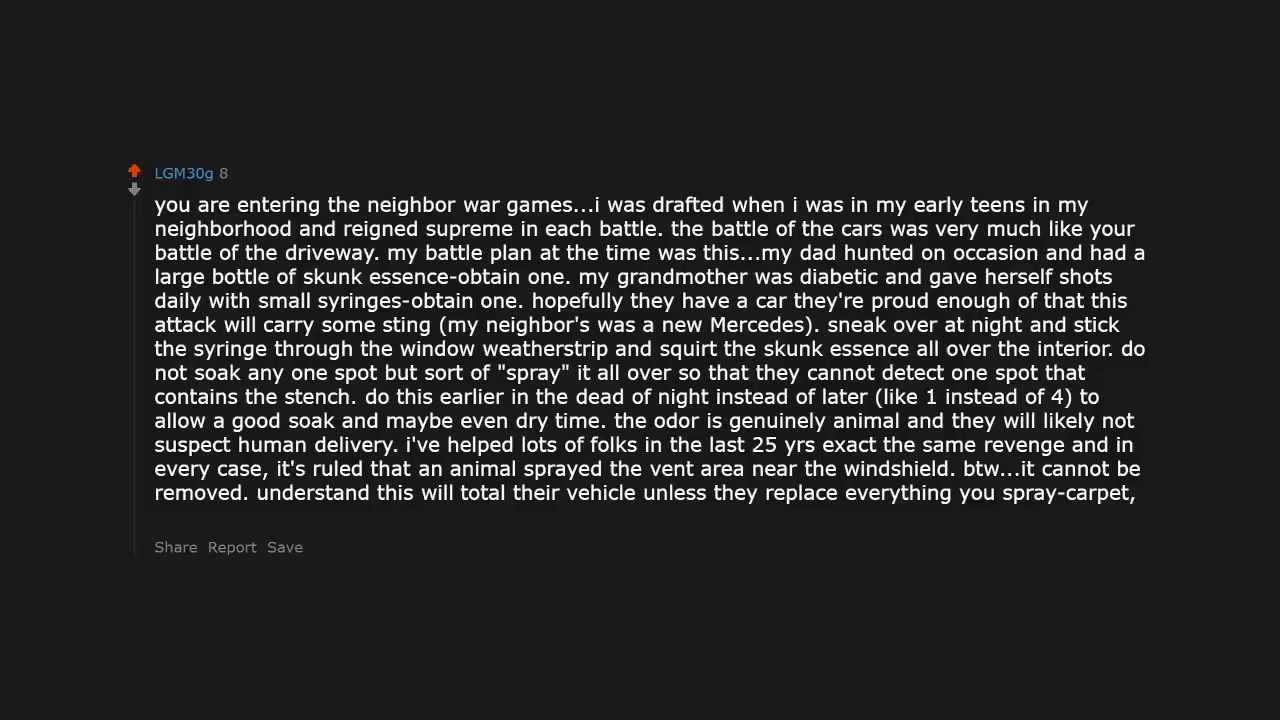 LGM30g 8
you are entering the neighbor war games...i was drafted when i was in my early teens in my
neighborhood and reigned supreme in each battle. the battle of the cars was very much like your
battle of the driveway. my battle plan at the time was this...my dad hunted on occasion and had a
large bottle of skunk essence-obtain one. my grandmother was diabetic and gave herself shots
daily with small syringes-obtain one. hopefully they have a car they're proud enough of that this
attack will carry some sting (my neighbor's was a new Mercedes). sneak over at night and stick
the syringe through the window weatherstrip and squirt the skunk essence all over the interior. do
not soak any one spot but sort of "spray" it all over so that they cannot detect one spot that
contains the stench. do this earlier in the dead of night instead of later (like 1 instead of 4) to
allow a good soak and maybe even dry time. the odor is genuinely animal and they will likely not
suspect human delivery. i've helped lots of folks in the last 25 yrs exact the same revenge and in
every case, it's ruled that an animal sprayed the vent area near the windshield. btw...it cannot be
removed. understand this will total their vehicle unless they replace everything you spray-carpet,
Share Report Save